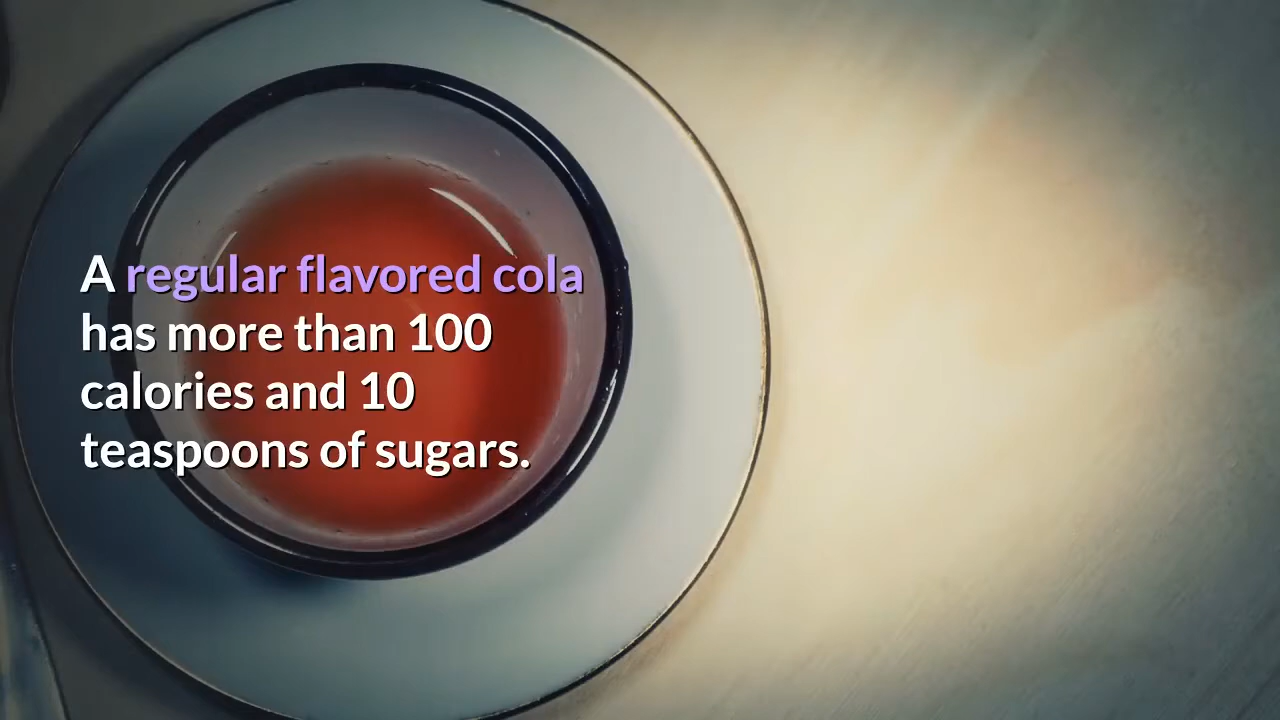 A regular flavored cola
has more than 100
calories and 10
teaspoons of sugars.